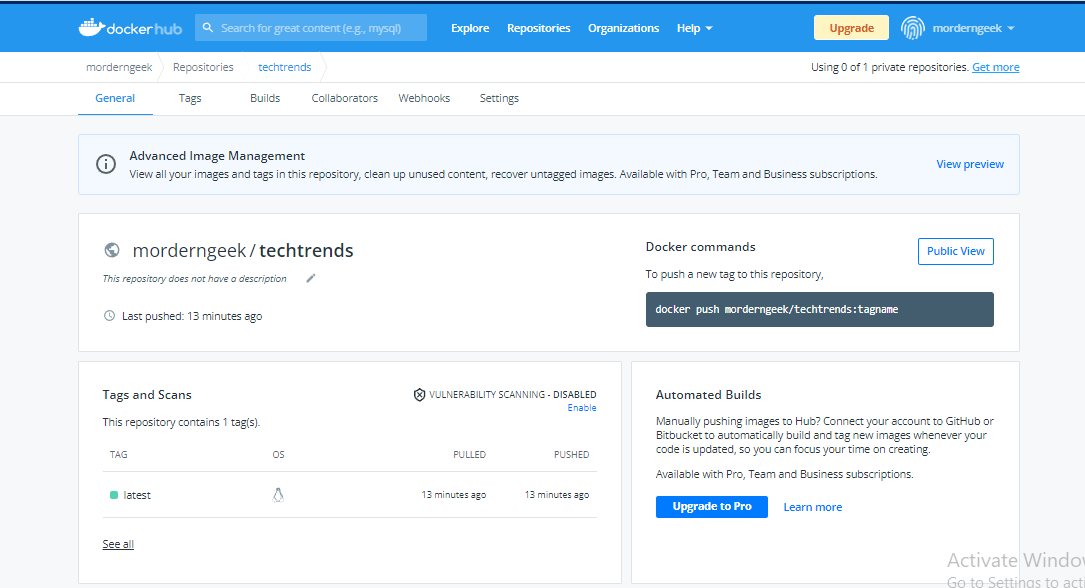 docker hub
Search for great content (e.g., mysql)
Explore Repositories Organizations Help
Upgrade
morderngeek
morderngeek Repositories techtrends
Using 0 of 1 private repositories. Get more
General Tags Builds Collaborators Webhooks Settings
Advanced Image Management
View all your images and tags in this repository, clean up unused content, recover untagged images. Available with Pro, Team and Business subscriptions.
View preview
morderngeek / techtrends
This repository does not have a description
Last pushed: 13 minutes ago
Docker commands
Public View
To push a new tag to this repository,
docker push morderngeek/techtrends:tagname
Tags and Scans
VULNERABILITY SCANNING - DISABLED
Enable
This repository contains 1 tag(s).
TAG OS PULLED PUSHED
latest 13 minutes ago 13 minutes ago
See all
Automated Builds
Manually pushing images to Hub? Connect your account to GitHub or
Bitbucket to automatically build and tag new images whenever your
code is updated, so you can focus your time on creating.
Available with Pro, Team and Business subscriptions.
Upgrade to Pro Learn more
Activate Windo
Go to Settings to acti